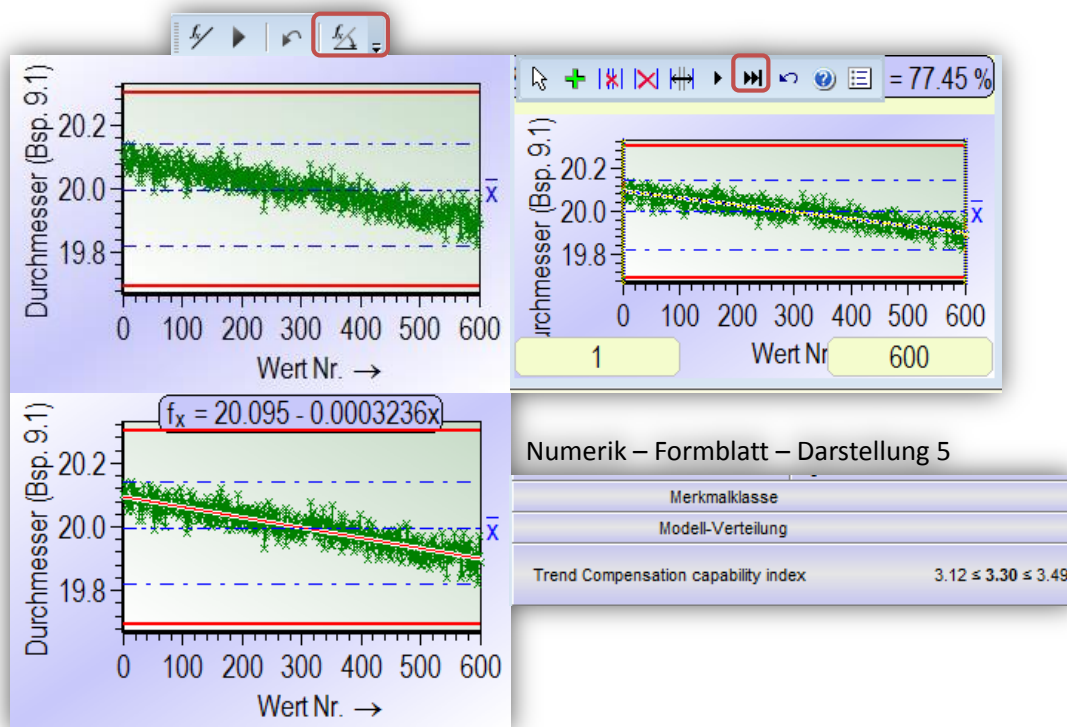 Durchmesser (Bsp. 9.1)
20.2
20.0
19.8
x̄
0 100 200 300 400 500 600
Wert Nr. →
= 77.45 %
urchmesser (Bsp. 9.1)
20.2
20.0
19.8
x̄
0 100 200 300 400 500 600
1
Wert Nr
600
fx = 20.095 - 0.0003236x
Durchmesser (Bsp. 9.1)
20.2
20.0
19.8
x̄
0 100 200 300 400 500 600
Wert Nr. →
Numerik – Formblatt – Darstellung 5
Merkmalklasse
Modell-Verteilung
Trend Compensation capability index 3.12 ≤ 3.30 ≤ 3.49